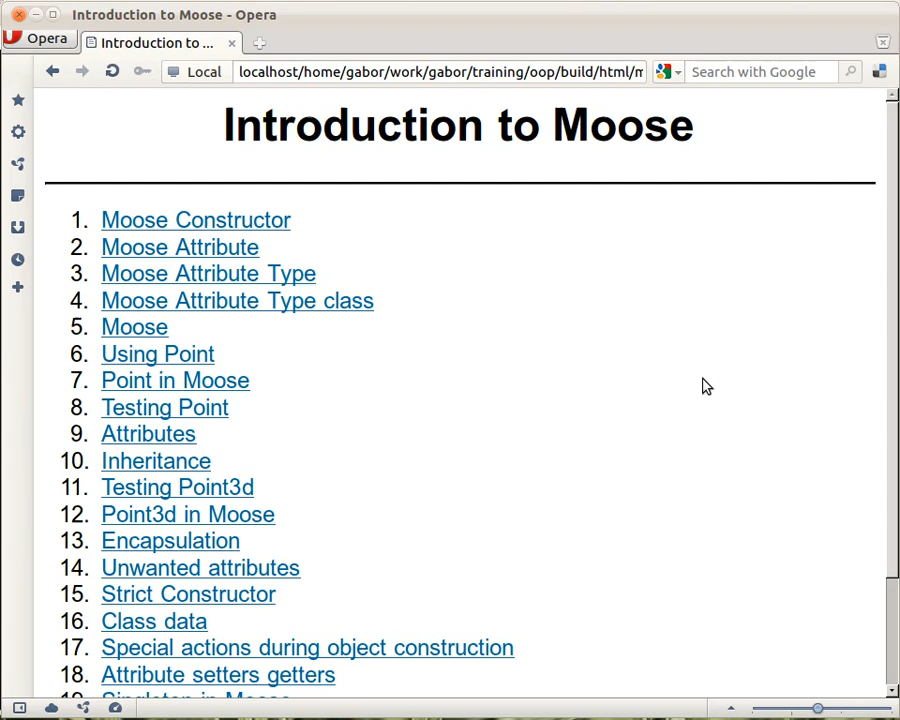 Introduction to Moose - Opera
Opera
Introduction to ...
Local
localhost/home/gabor/work/gabor/training/oop/build/html/m
Search with Google
Introduction to Moose
1. Moose Constructor
2. Moose Attribute
3. Moose Attribute Type
4. Moose Attribute Type class
5. Moose
6. Using Point
7. Point in Moose
8. Testing Point
9. Attributes
10. Inheritance
11. Testing Point3d
12. Point3d in Moose
13. Encapsulation
14. Unwanted attributes
15. Strict Constructor
16. Class data
17. Special actions during object construction
18. Attribute setters getters
19. Singleton in Moose